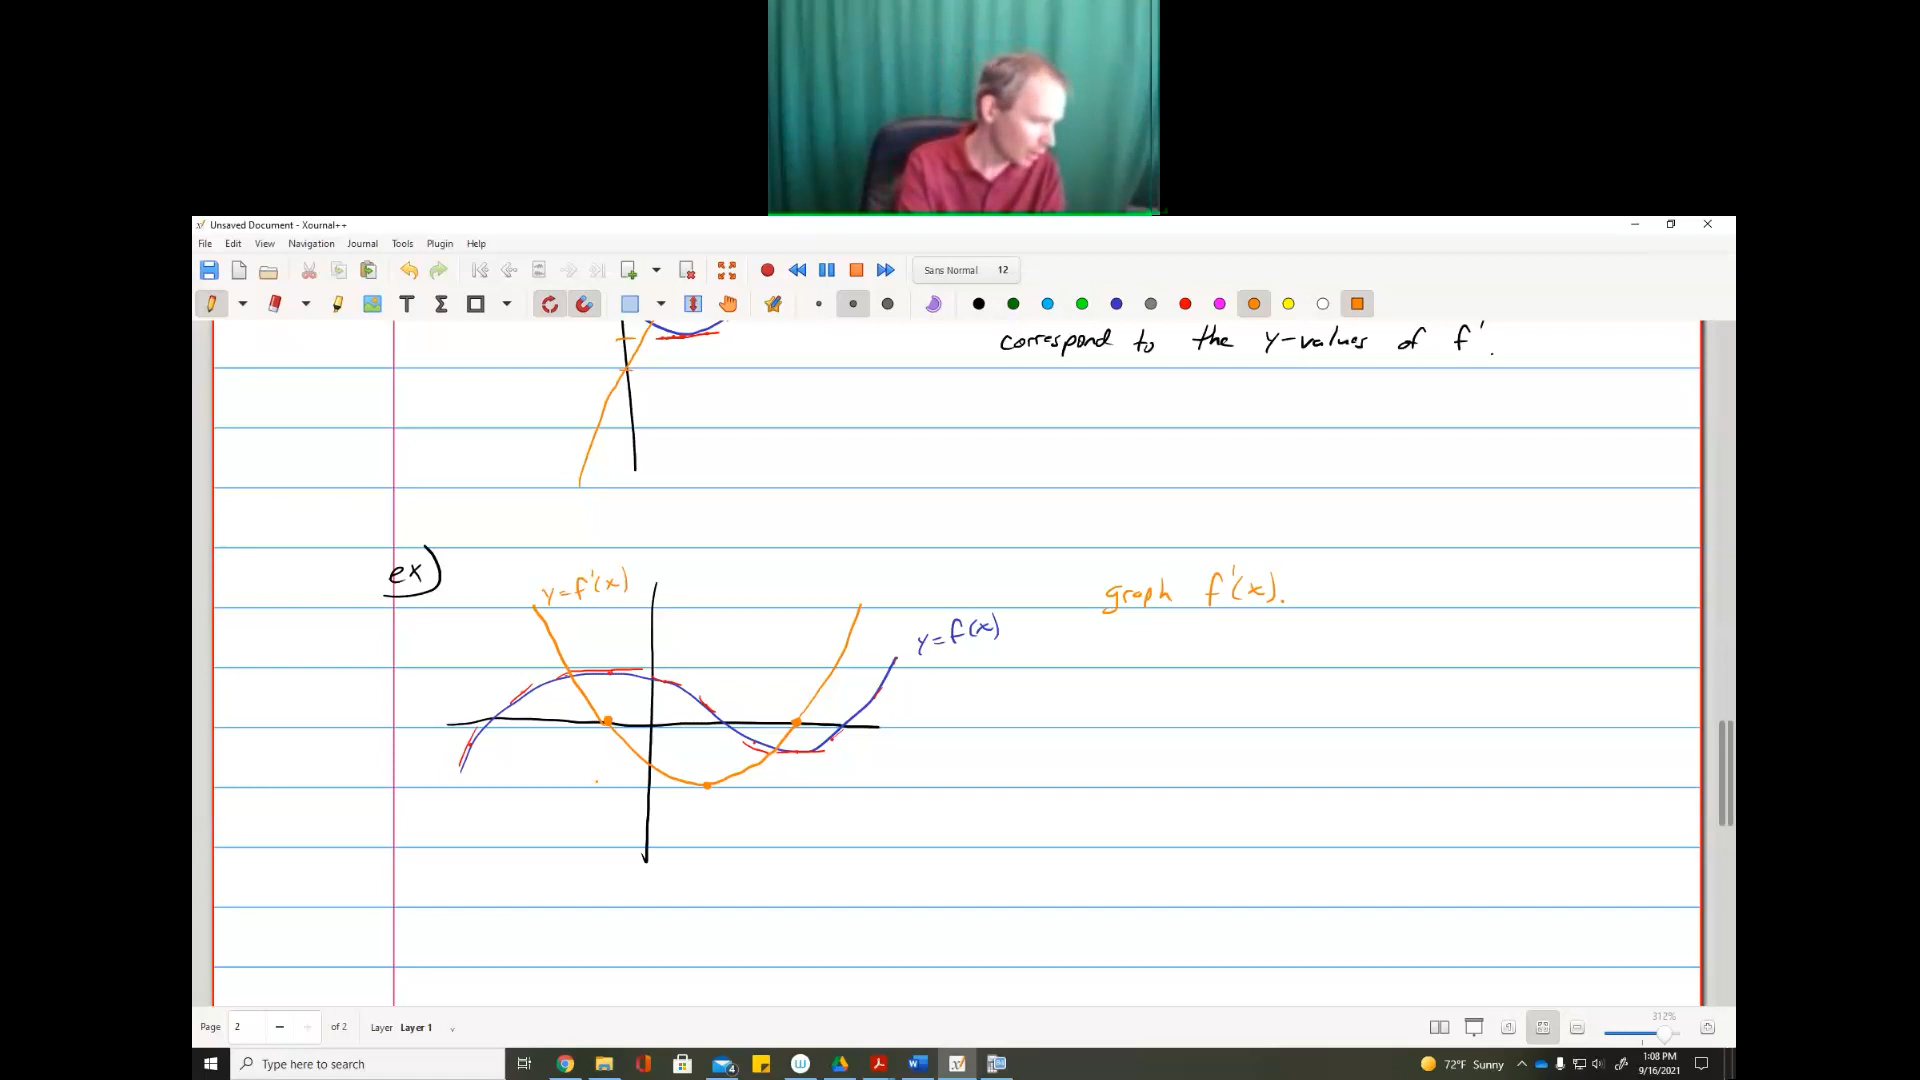 Unsaved Document - Xournal++
File Edit View Navigation Journal Tools Plugin Help
Sans Normal 12
correspond to the y-values of f'.
ex)
y=f'(x)
graph f'(x).
y=f(x)
Page 2 of 2 Layer Layer 1
312%
Type here to search
4
72°F Sunny
1:08 PM
9/16/2021